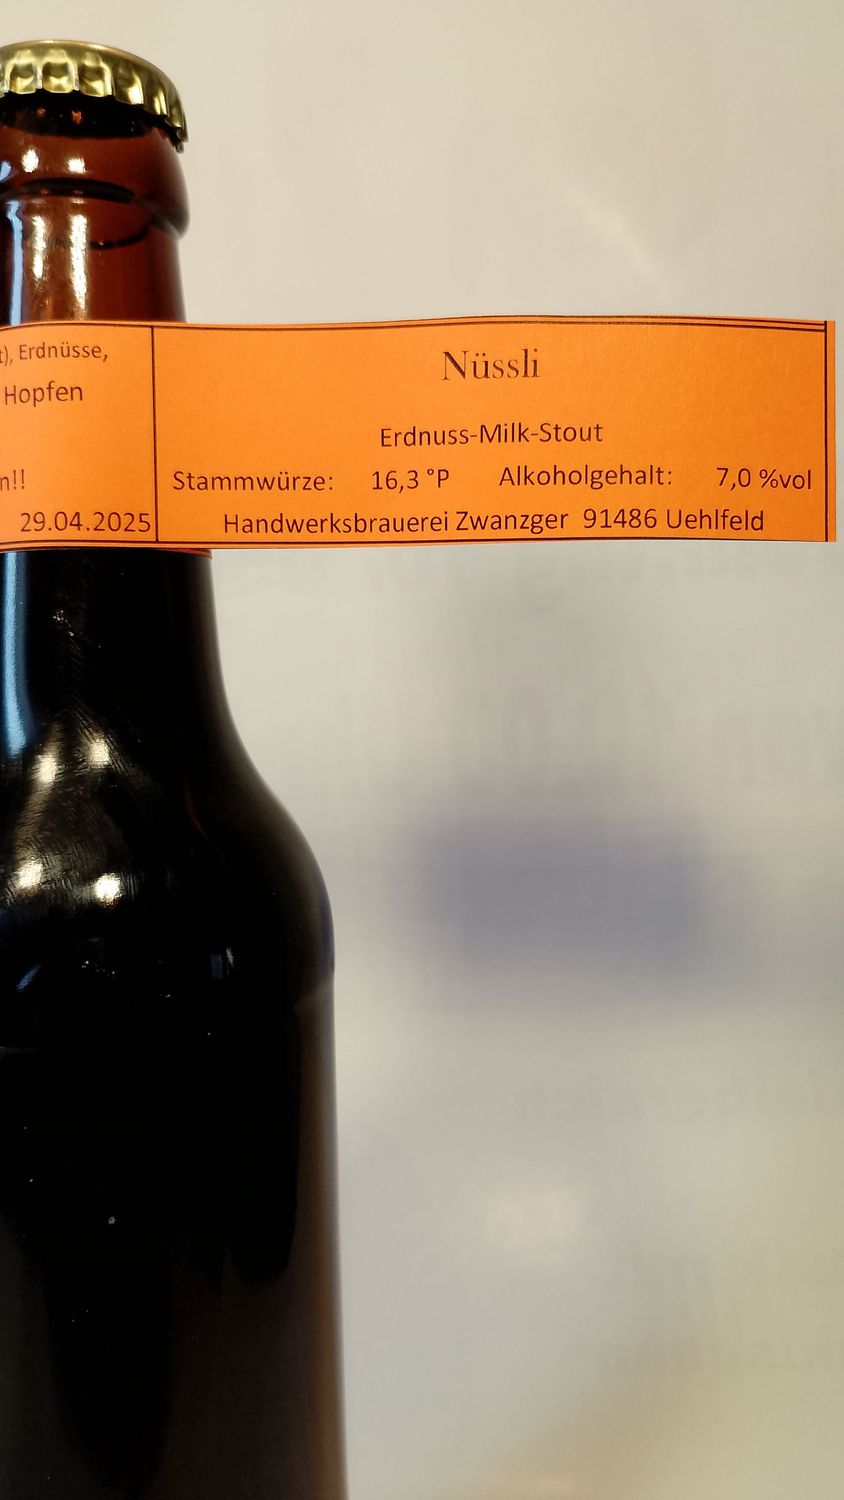 t), Erdnüsse,
Hopfen
n!!
29.04.2025
Nüssli
Erdnuss-Milk-Stout
Stammwürze: 16,3 °P Alkoholgehalt: 7,0 %vol
Handwerksbrauerei Zwanzger 91486 Uehlfeld